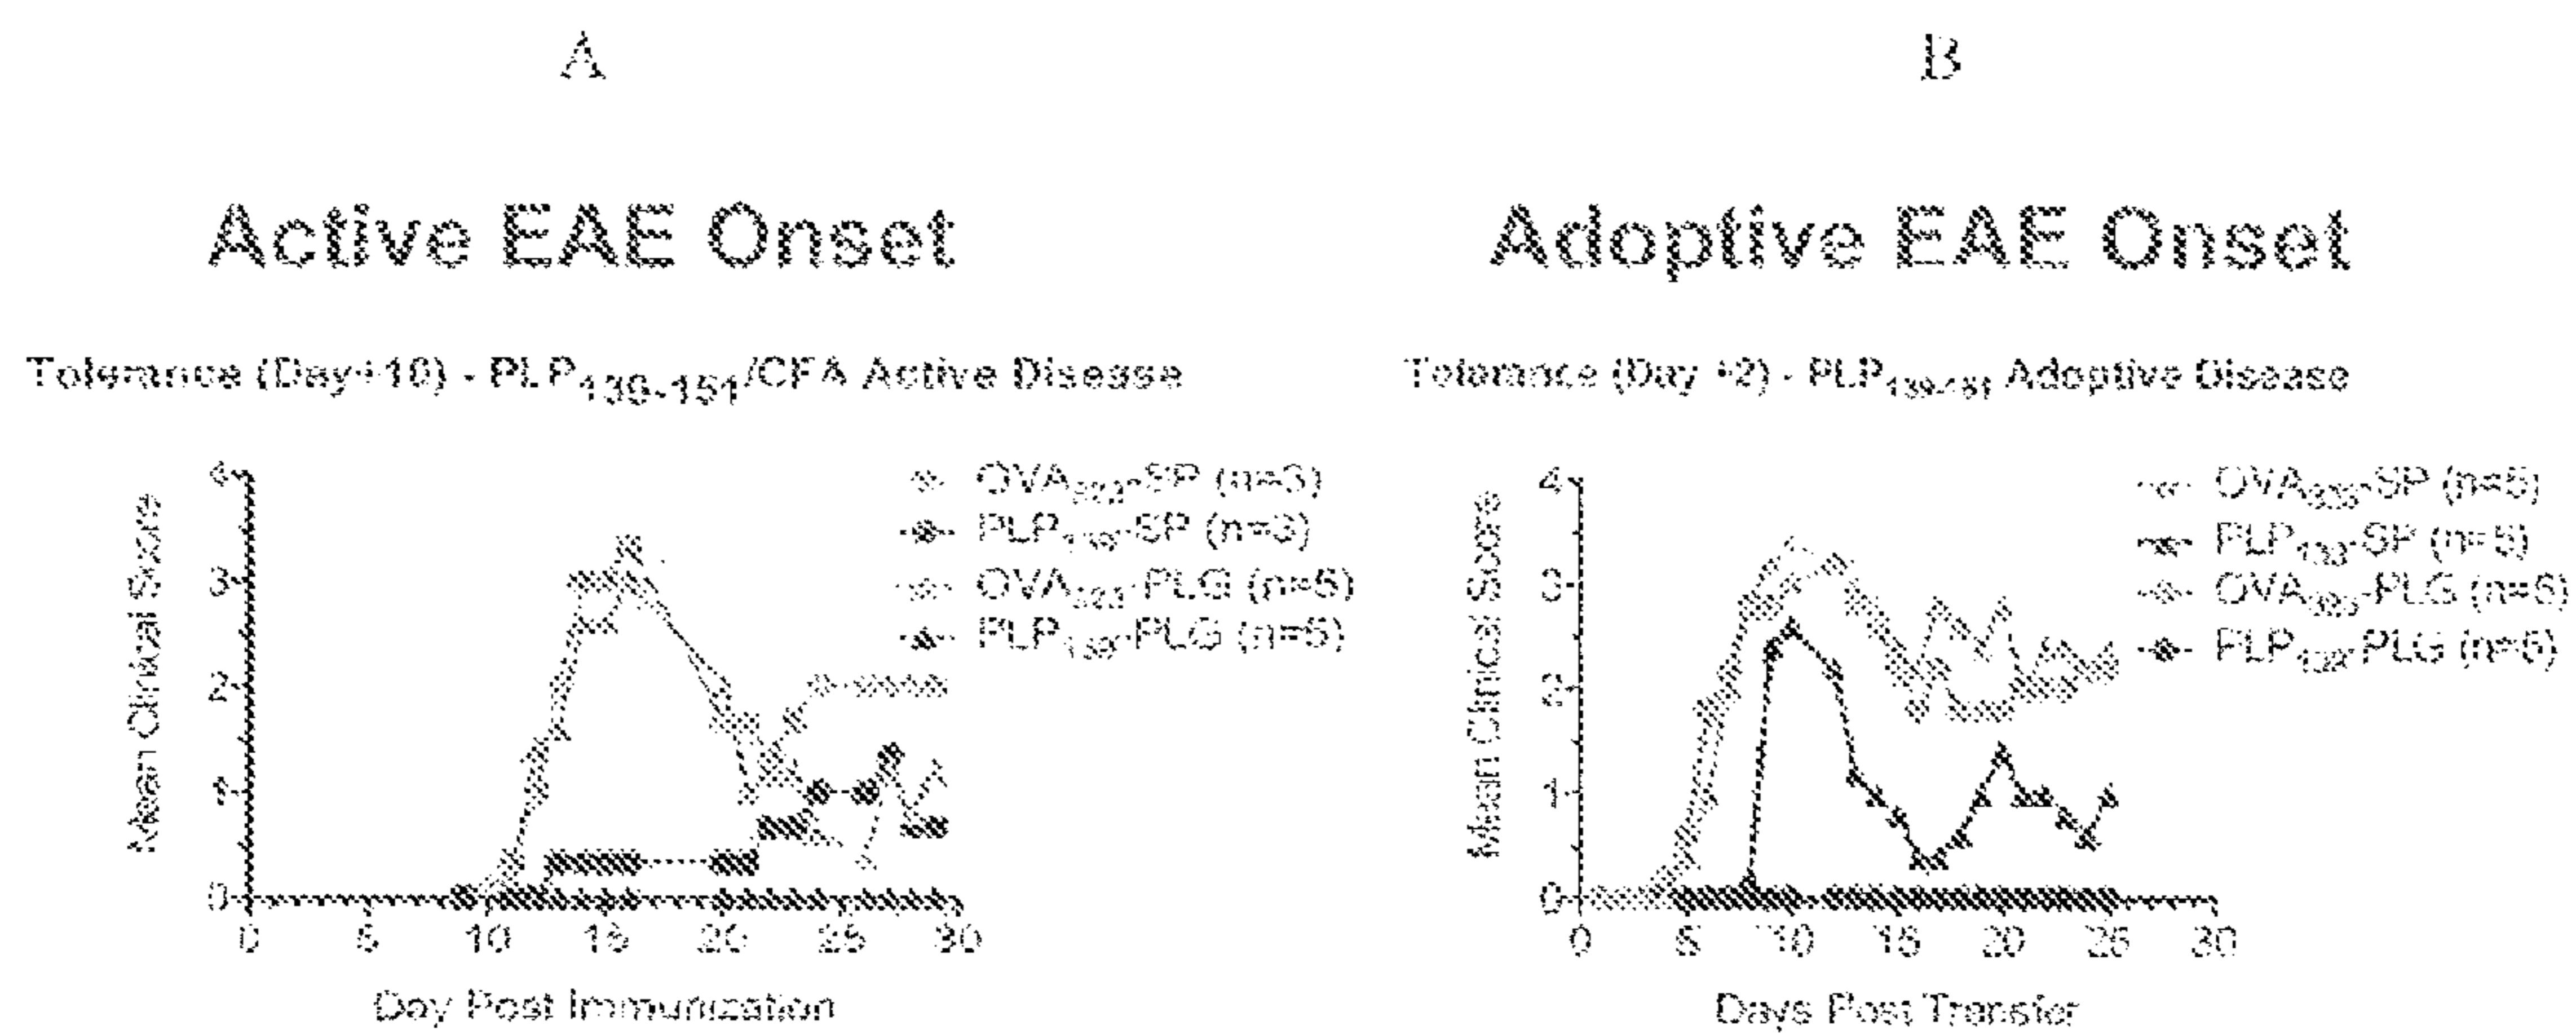 A
B
Active EAE Onset
Adoptive EAE Onset
Tolerance (Day+10) - PLP139-151/CFA Active Disease
Tolerance (Day +2) - PLP139-151 Adoptive Disease
Mean Clinical Score
4
3
2
1
0
0 5 10 15 20 25 30
Day Post Immunization
OVA323-SP (n=3)
PLP139-SP (n=3)
OVA323-PLG (n=5)
PLP139-PLG (n=5)
Mean Clinical Score
4
3
2
1
0
0 5 10 15 20 25 30
Days Post Transfer
OVA323-SP (n=5)
PLP139-SP (n=5)
OVA323-PLG (n=5)
PLP139-PLG (n=5)